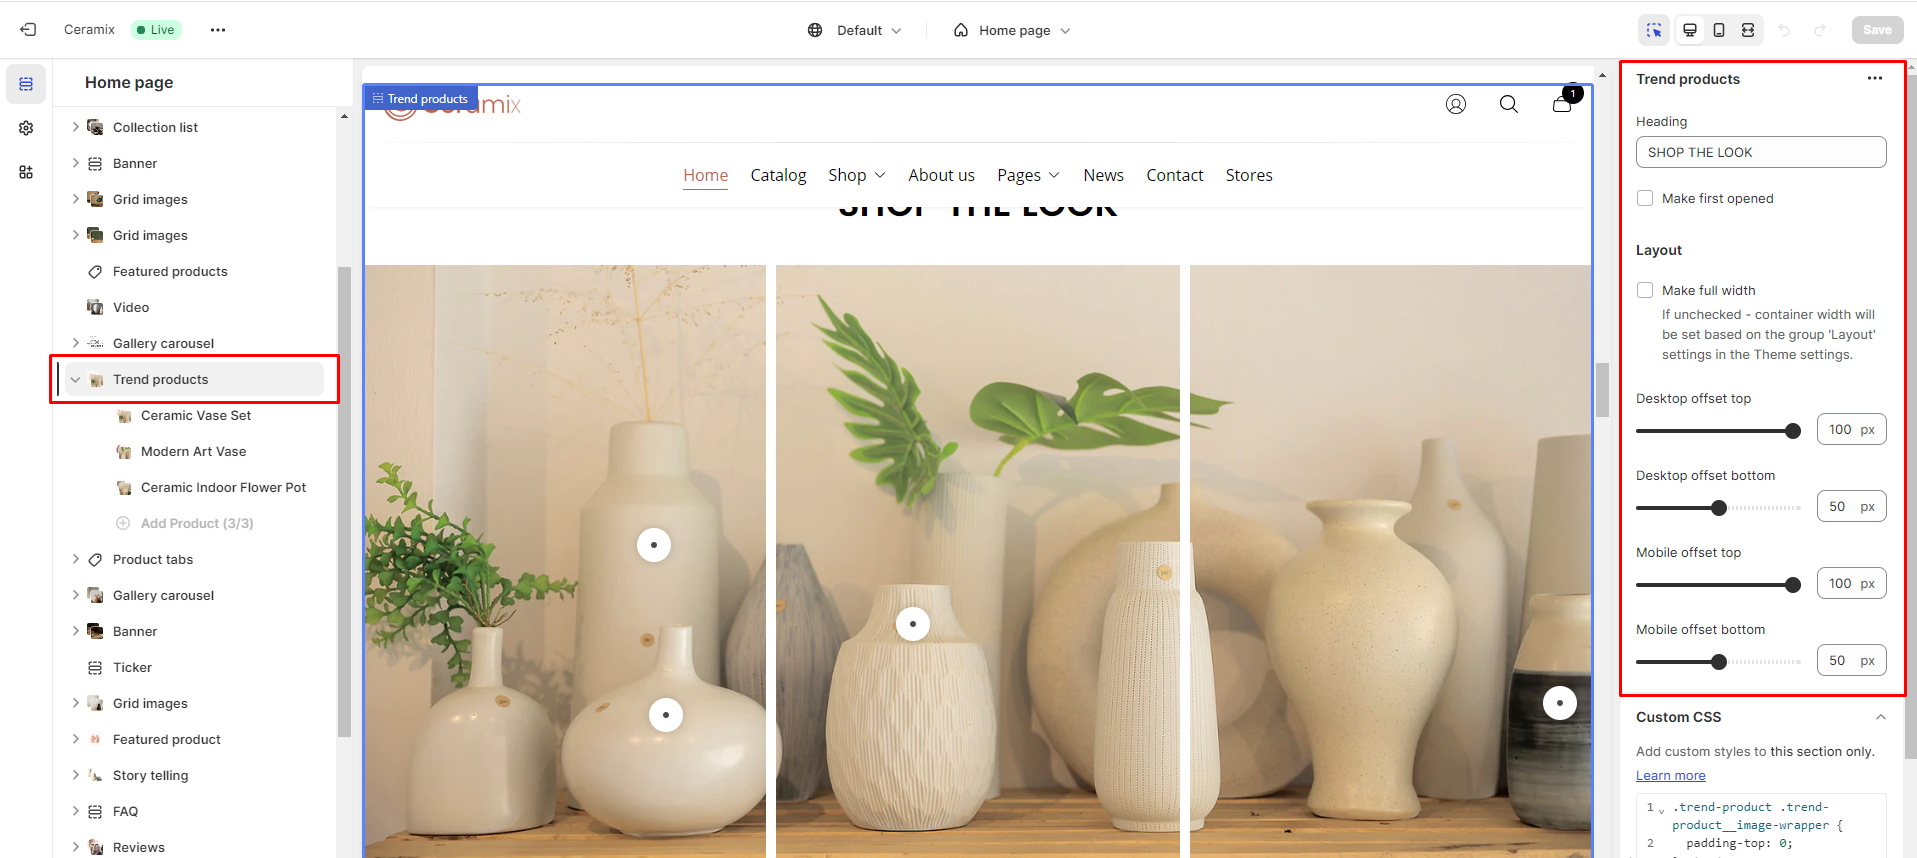 Ceramix
Live
Default
Home page
Save
Home page
Collection list
Banner
Grid images
Grid images
Featured products
Video
Gallery carousel
Trend products
Ceramic Vase Set
Modern Art Vase
Ceramic Indoor Flower Pot
Add Product (3/3)
Product tabs
Gallery carousel
Banner
Ticker
Grid images
Featured product
Story telling
FAQ
Reviews
Trend products
Ceramix
1
Home Catalog Shop About us Pages News Contact Stores
SHOP THE LOOK
Trend products
Heading
SHOP THE LOOK
Make first opened
Layout
Make full width
If unchecked - container width will
be set based on the group 'Layout'
settings in the Theme settings.
Desktop offset top
100 px
Desktop offset bottom
50 px
Mobile offset top
100 px
Mobile offset bottom
50 px
Custom CSS
Add custom styles to this section only.
Learn more
1 .trend-product .trend-
product__image-wrapper {
2 padding-top: 0;